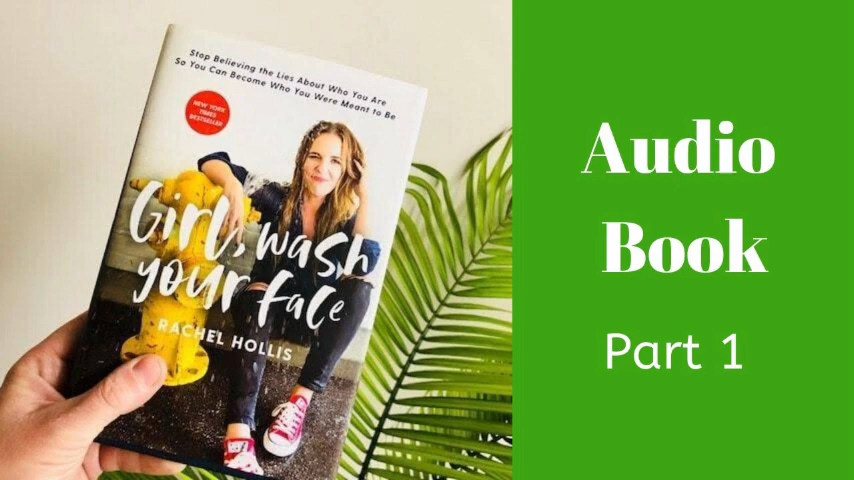 Stop Believing the Lies About Who You Are
So You Can Become Who You Were Meant to Be
NEW YORK
TIMES
BESTSELLER
Girl, wash
your face
RACHEL HOLLIS
Audio
Book
Part 1